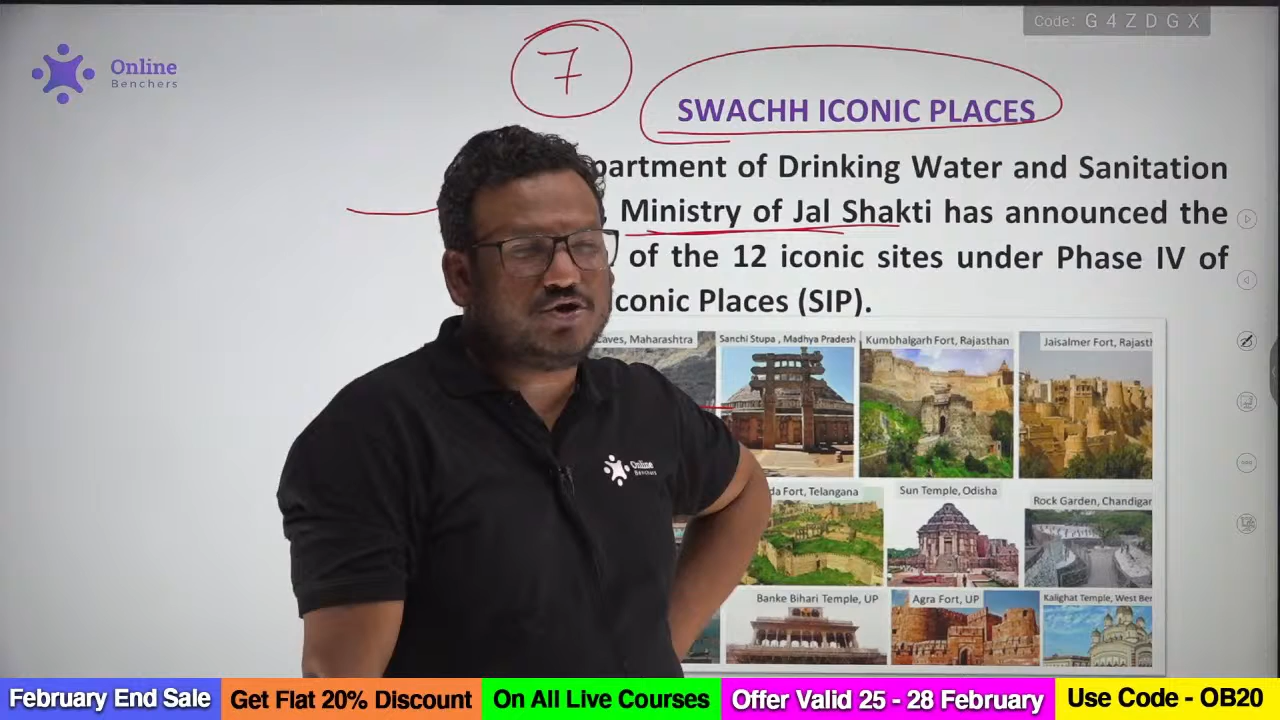 Code: G 4 Z D G X
Online
Benchers
7
SWACHH ICONIC PLACES
partment of Drinking Water and Sanitation
Ministry of Jal Shakti has announced the
of the 12 iconic sites under Phase IV of
conic Places (SIP).
Caves, Maharashtra
Sanchi Stupa , Madhya Pradesh
Kumbhalgarh Fort, Rajasthan
Jaisalmer Fort, Rajasth
Online
Benchers
da Fort, Telangana
Sun Temple, Odisha
Rock Garden, Chandigar
Banke Bihari Temple, UP
Agra Fort, UP
Kalighat Temple, West Ben
February End Sale
Get Flat 20% Discount
On All Live Courses
Offer Valid 25 - 28 February
Use Code - OB20